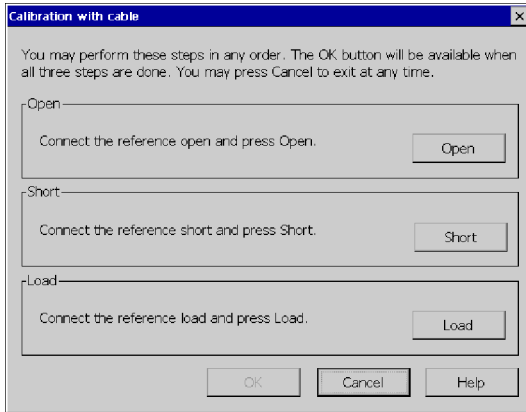 Calibration with cable
You may perform these steps in any order. The OK button will be available when
all three steps are done. You may press Cancel to exit at any time.
Open
Connect the reference open and press Open.
Open
Short
Connect the reference short and press Short.
Short
Load
Connect the reference load and press Load.
Load
OK
Cancel
Help